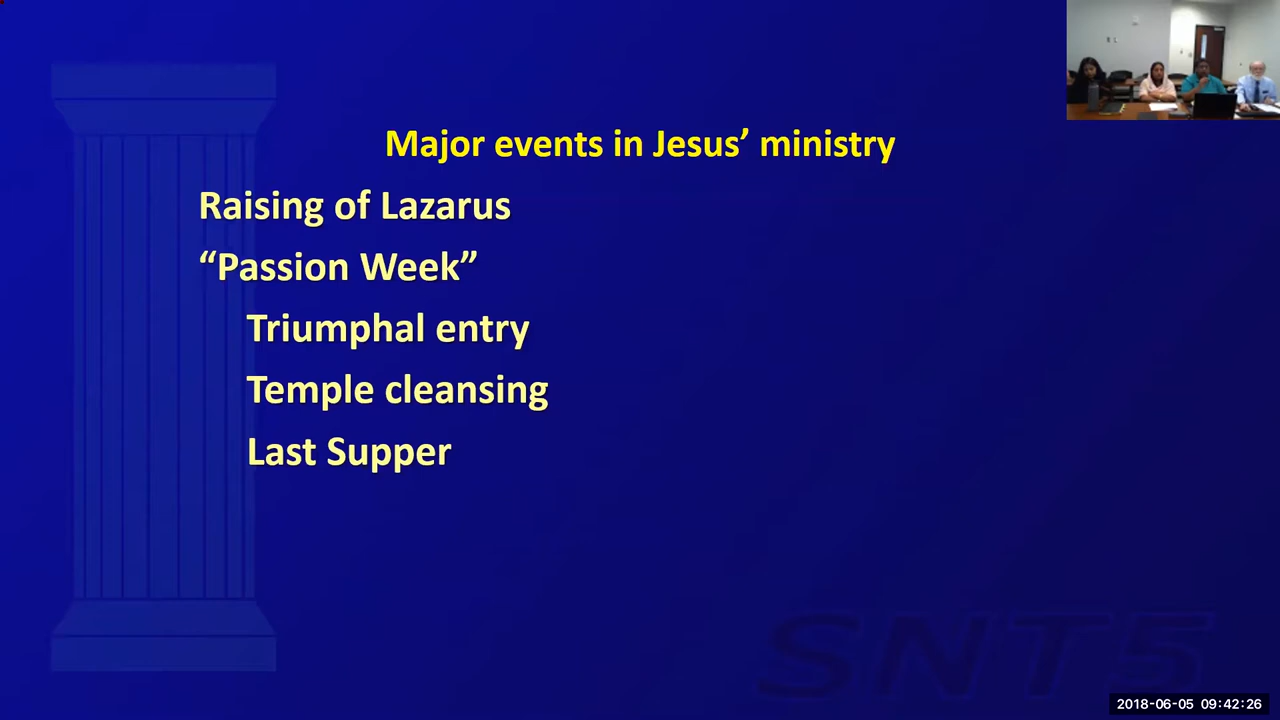 Major events in Jesus’ ministry
Raising of Lazarus
“Passion Week”
Triumphal entry
Temple cleansing
Last Supper
SNT5
2018-06-05 09:42:26